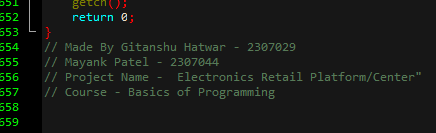 651 getch();
652 return 0;
653 }
654 // Made By Gitanshu Hatwar - 2307029
655 // Mayank Patel - 2307044
656 // Project Name -  Electronics Retail Platform/Center"
657 // Course - Basics of Programming
658
659